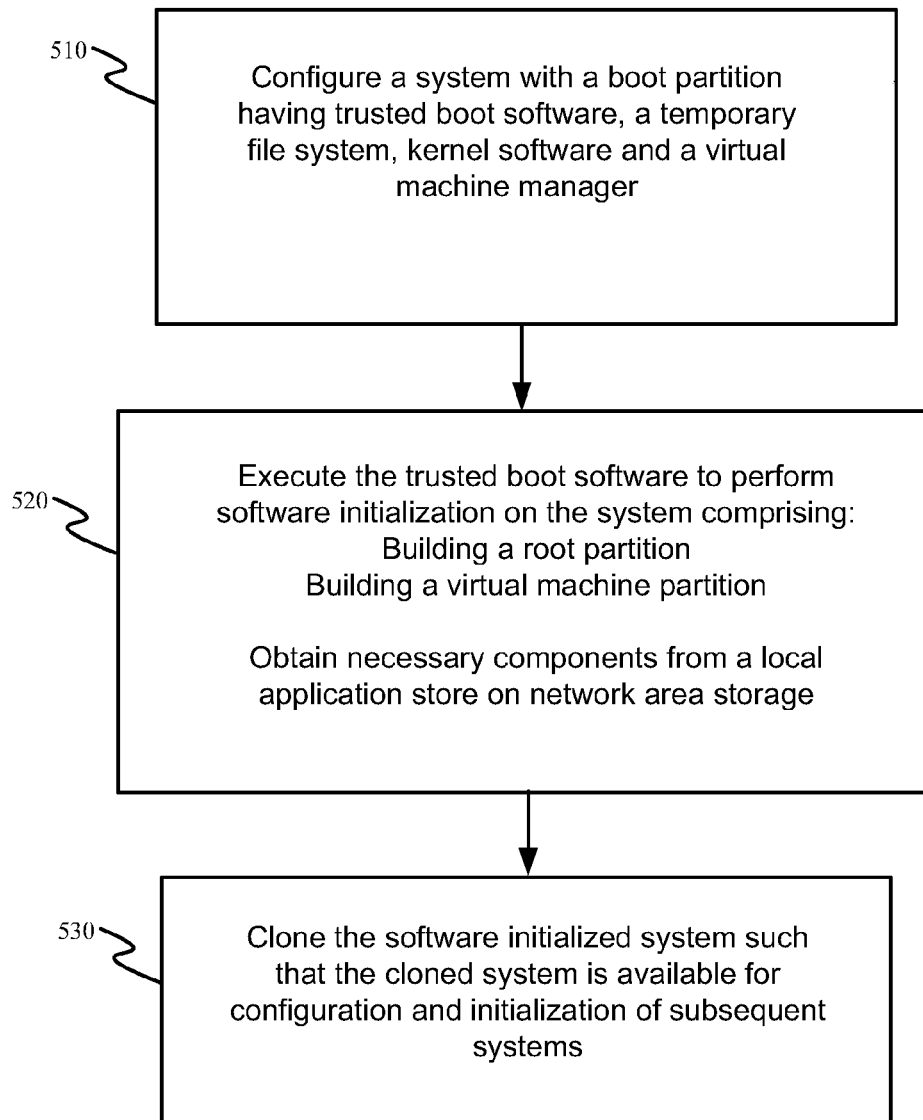 510
Configure a system with a boot partition
having trusted boot software, a temporary
file system, kernel software and a virtual
machine manager
520
Execute the trusted boot software to perform
software initialization on the system comprising:
Building a root partition
Building a virtual machine partition
Obtain necessary components from a local
application store on network area storage
530
Clone the software initialized system such
that the cloned system is available for
configuration and initialization of subsequent
systems